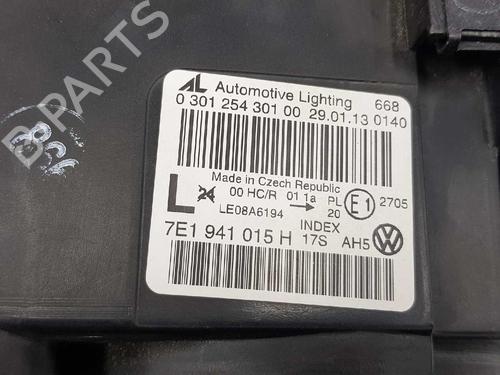 B-PARTS
AL Automotive Lighting 668
0 301 254 301 00 29.01.13 0140
Made in Czech Republic
L 24 00 HC/R 01 1a PL E1 2705
LE08A6194 → 20
INDEX
7E1 941 015 H 17S AH5